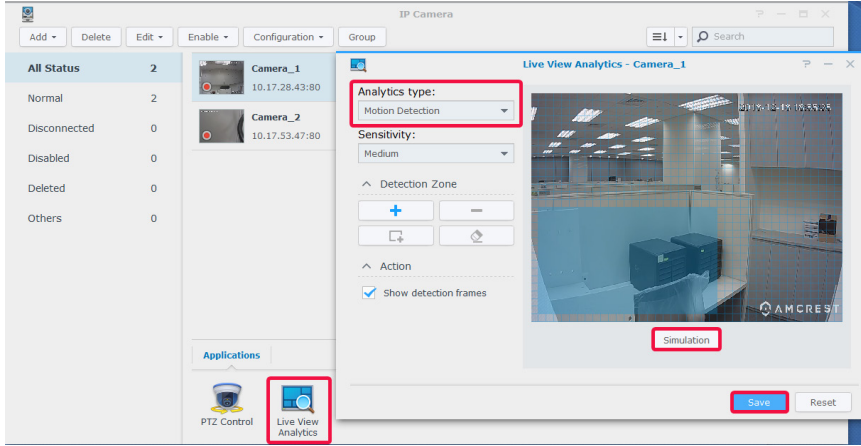 IP Camera
Add Delete Edit Enable Configuration Group Search
All Status 2
Normal 2
Disconnected 0
Disabled 0
Deleted 0
Others 0
Camera_1
10.17.28.43:80
Camera_2
10.17.53.47:80
Applications
PTZ Control
Live View
Analytics
Live View Analytics - Camera_1
Analytics type:
Motion Detection
Sensitivity:
Medium
Detection Zone
Action
Show detection frames
AMCREST
Simulation
Save Reset